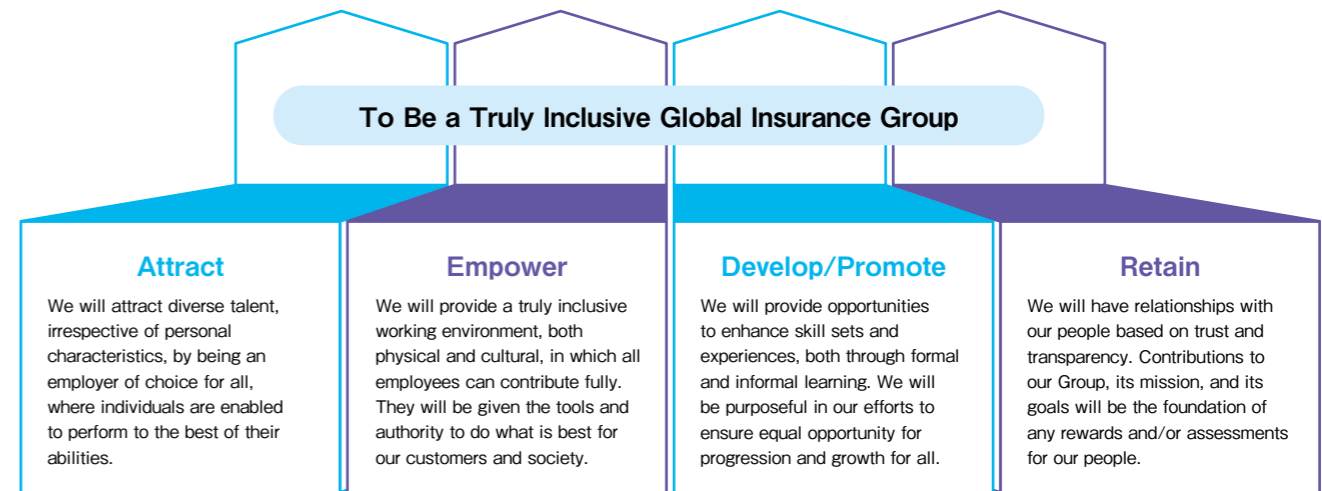 To Be a Truly Inclusive Global Insurance Group
Attract
We will attract diverse talent,
irrespective of personal
characteristics, by being an
employer of choice for all,
where individuals are enabled
to perform to the best of their
abilities.
Empower
We will provide a truly inclusive
working environment, both
physical and cultural, in which all
employees can contribute fully.
They will be given the tools and
authority to do what is best for
our customers and society.
Develop/Promote
We will provide opportunities
to enhance skill sets and
experiences, both through formal
and informal learning. We will
be purposeful in our efforts to
ensure equal opportunity for
progression and growth for all.
Retain
We will have relationships with
our people based on trust and
transparency. Contributions to
our Group, its mission, and its
goals will be the foundation of
any rewards and/or assessments
for our people.